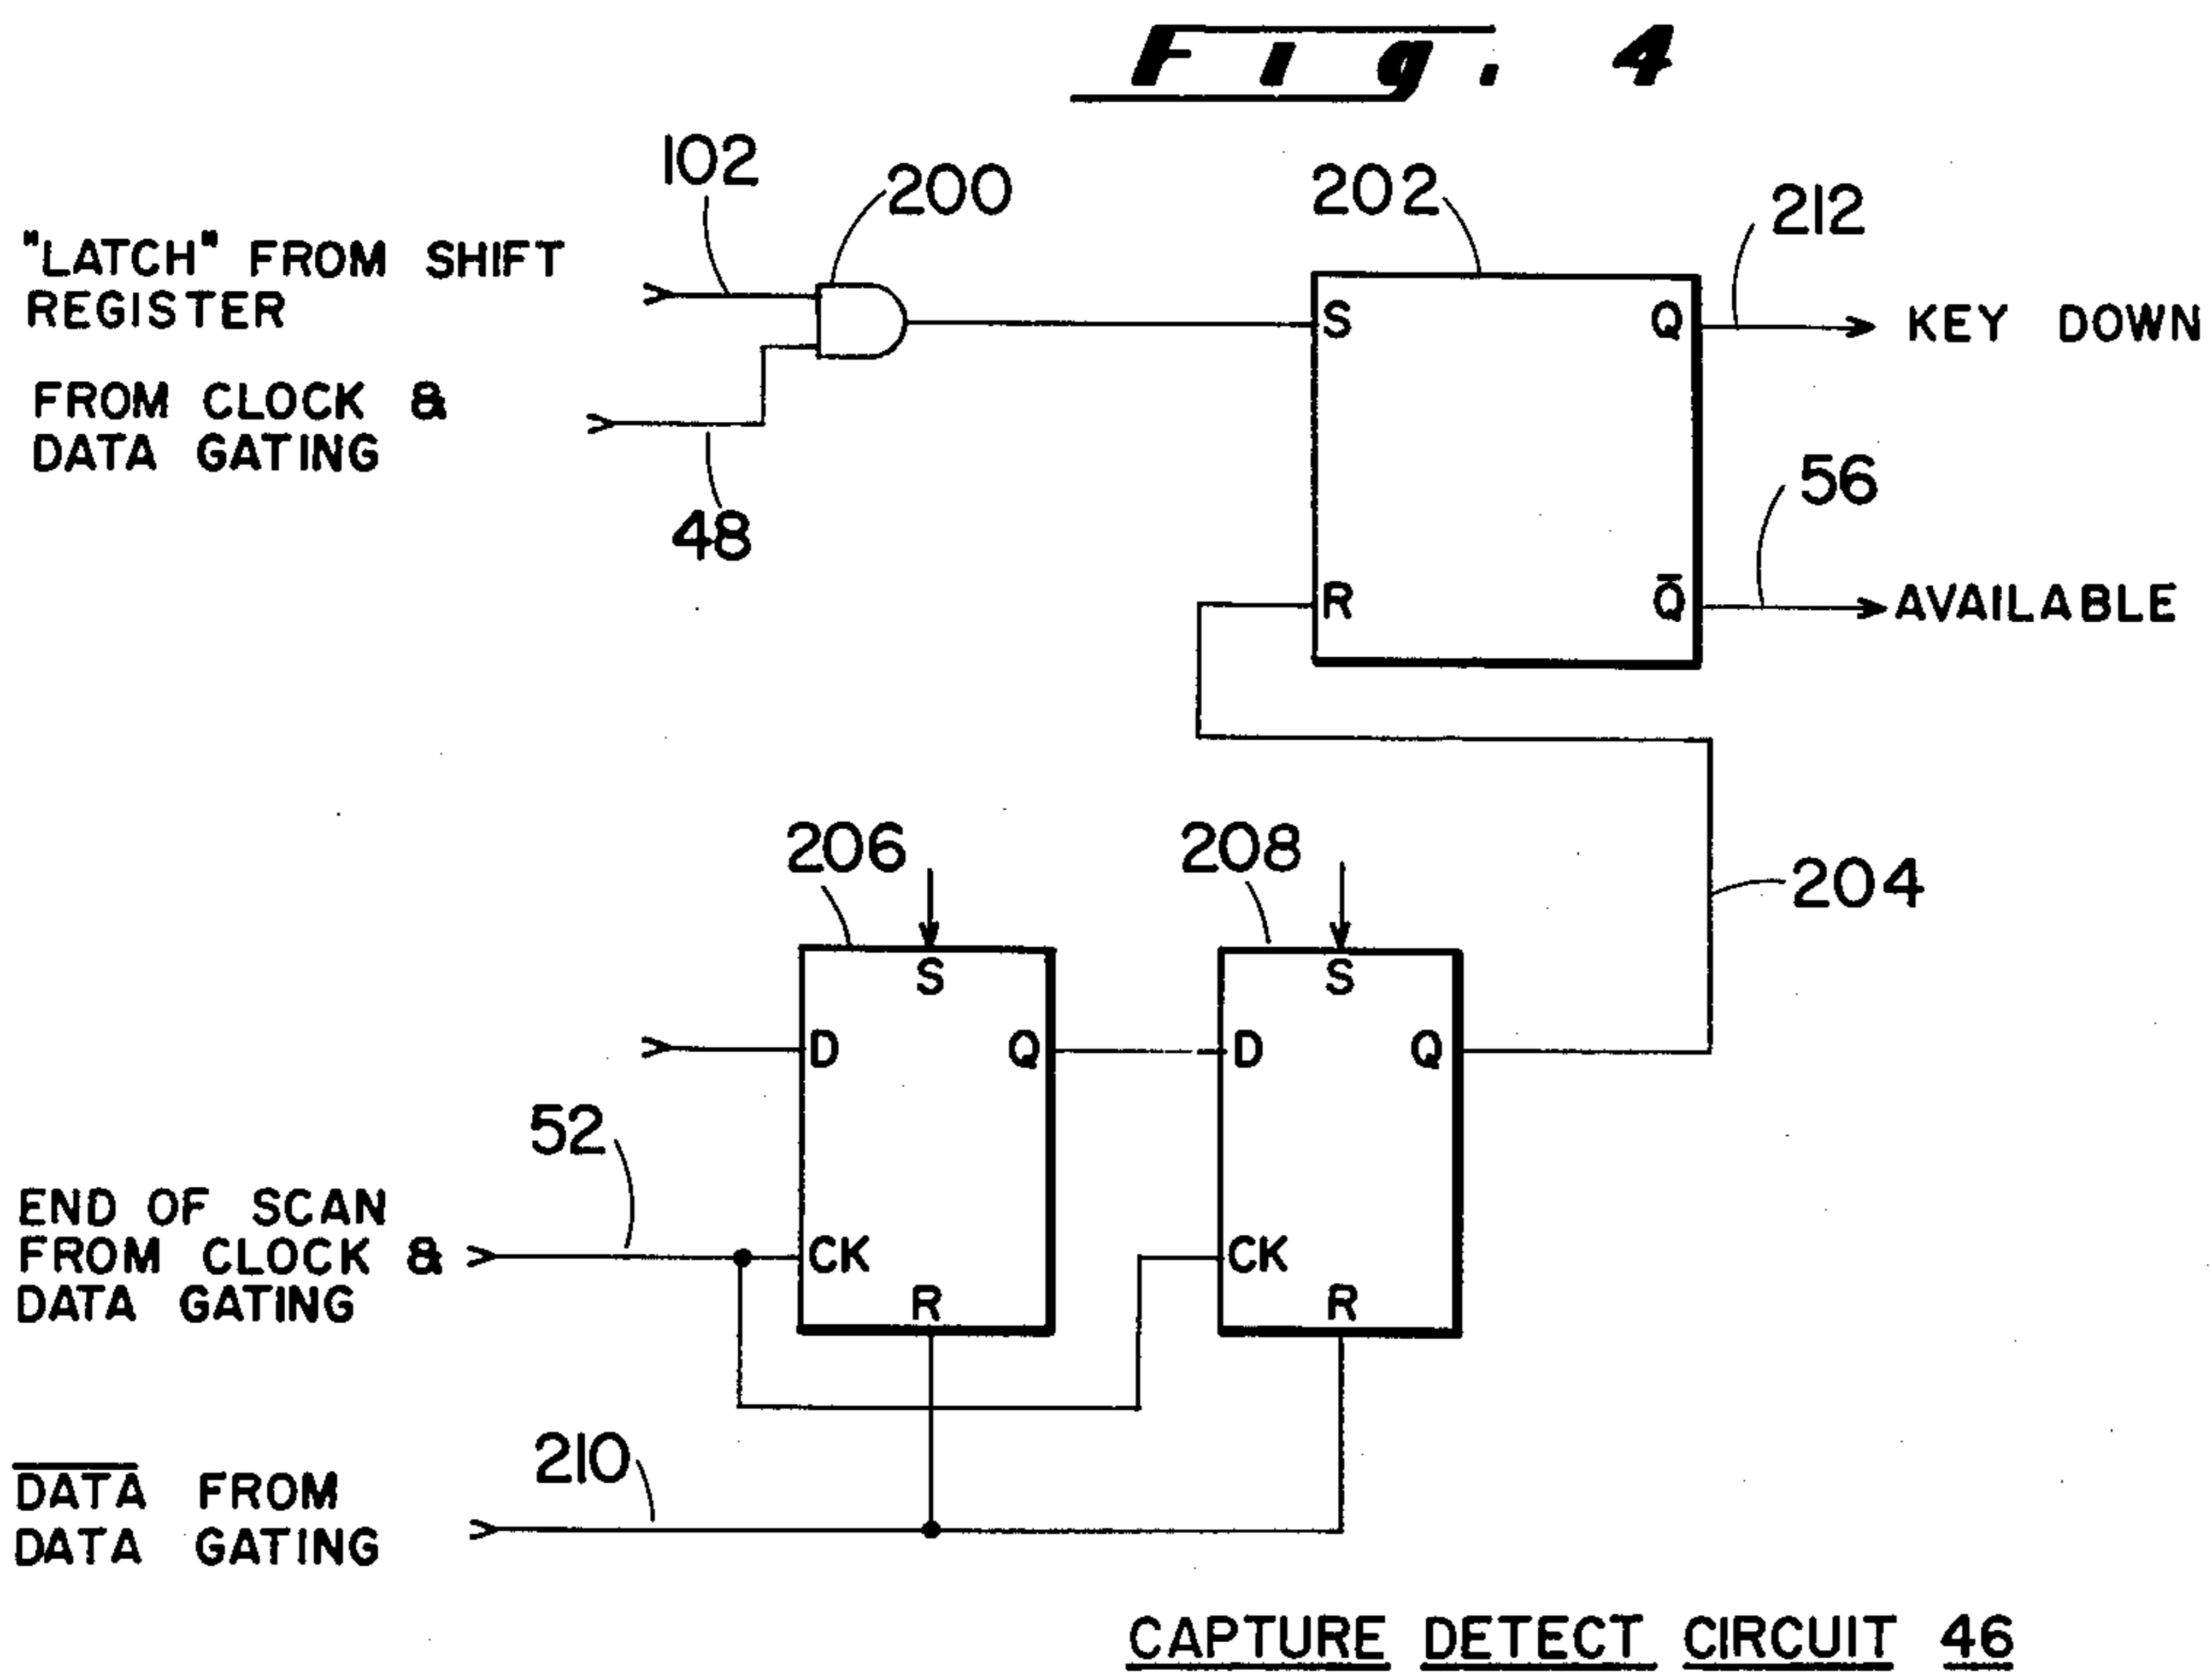 Fig. 4
102
200
202
212
"LATCH" FROM SHIFT
REGISTER
S
Q
KEY DOWN
FROM CLOCK &
DATA GATING
48
56
R
Q̅
AVAILABLE
206
208
204
S
S
D
Q
D
Q
52
END OF SCAN
FROM CLOCK &
DATA GATING
CK
CK
R
R
210
D̅A̅T̅A̅ FROM
DATA GATING
CAPTURE DETECT CIRCUIT 46